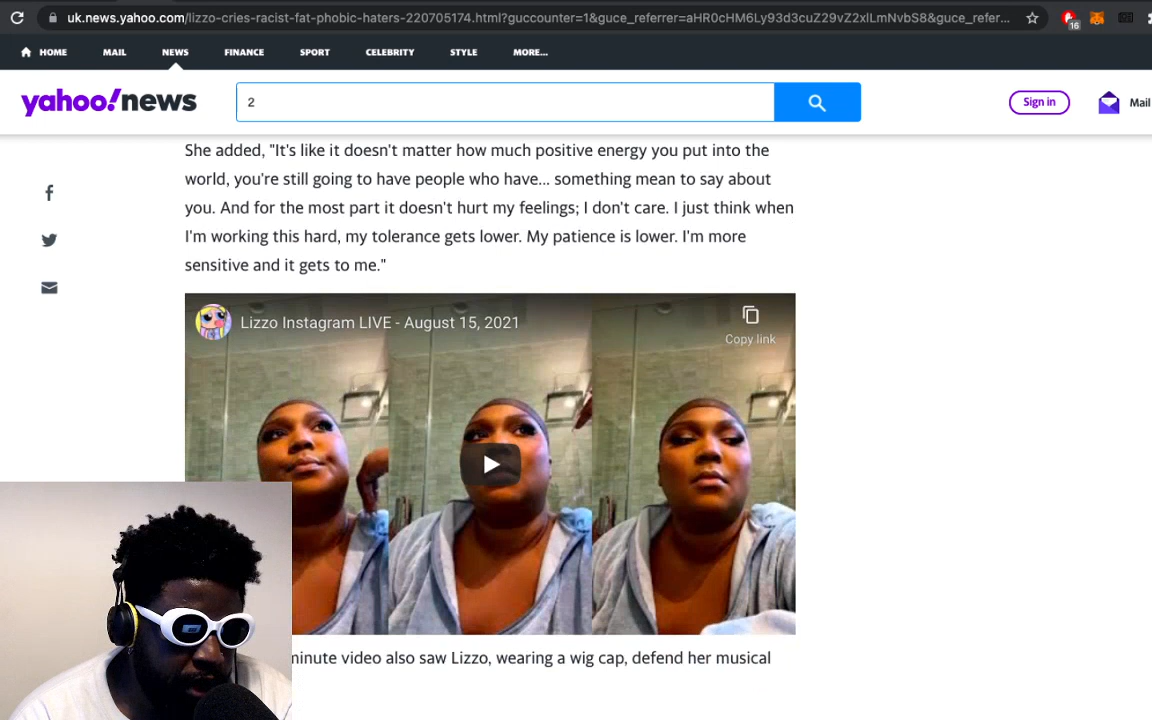 uk.news.yahoo.com/lizzo-cries-racist-fat-phobic-haters-220705174.html?guccounter=1&guce_referrer=aHR0cHM6Ly93d3cuZ29vZ2xlLmNvbS8&guce_refer...
16
HOME MAIL NEWS FINANCE SPORT CELEBRITY STYLE MORE...
yahoo!news
2
Sign in
Mail
She added, "It's like it doesn't matter how much positive energy you put into the
world, you're still going to have people who have... something mean to say about
you. And for the most part it doesn't hurt my feelings; I don't care. I just think when
I'm working this hard, my tolerance gets lower. My patience is lower. I'm more
sensitive and it gets to me."
Lizzo Instagram LIVE - August 15, 2021
Copy link
minute video also saw Lizzo, wearing a wig cap, defend her musical